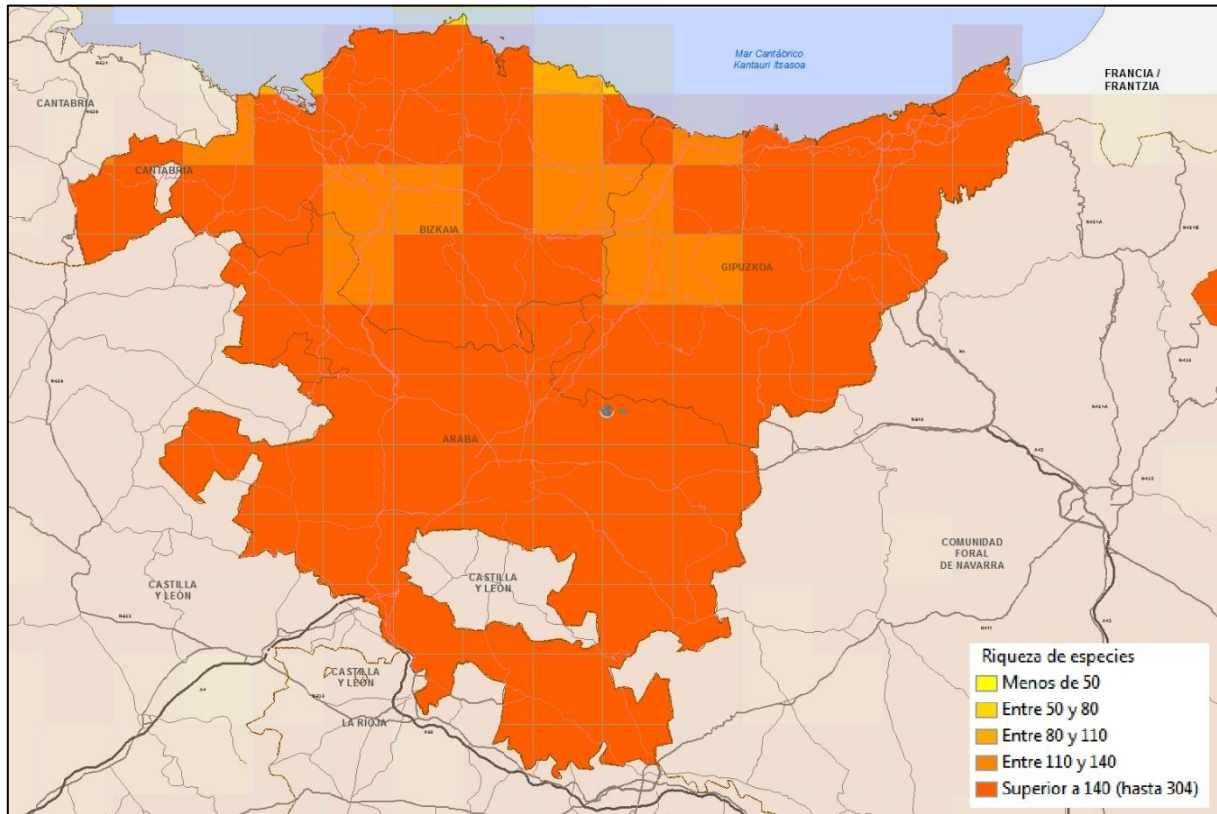 Mar Cantábrico
Kantauri Itsasoa
FRANCIA /
FRANTZIA
CANTABRIA
CANTABRIA
BIZKAIA
GIPUZKOA
ARABA
COMUNIDAD
FORAL
DE NAVARRA
CASTILLA
Y LEÓN
CASTILLA
Y LEÓN
CASTILLA
Y LEÓN
LA RIOJA
Riqueza de especies
Menos de 50
Entre 50 y 80
Entre 80 y 110
Entre 110 y 140
Superior a 140 (hasta 304)